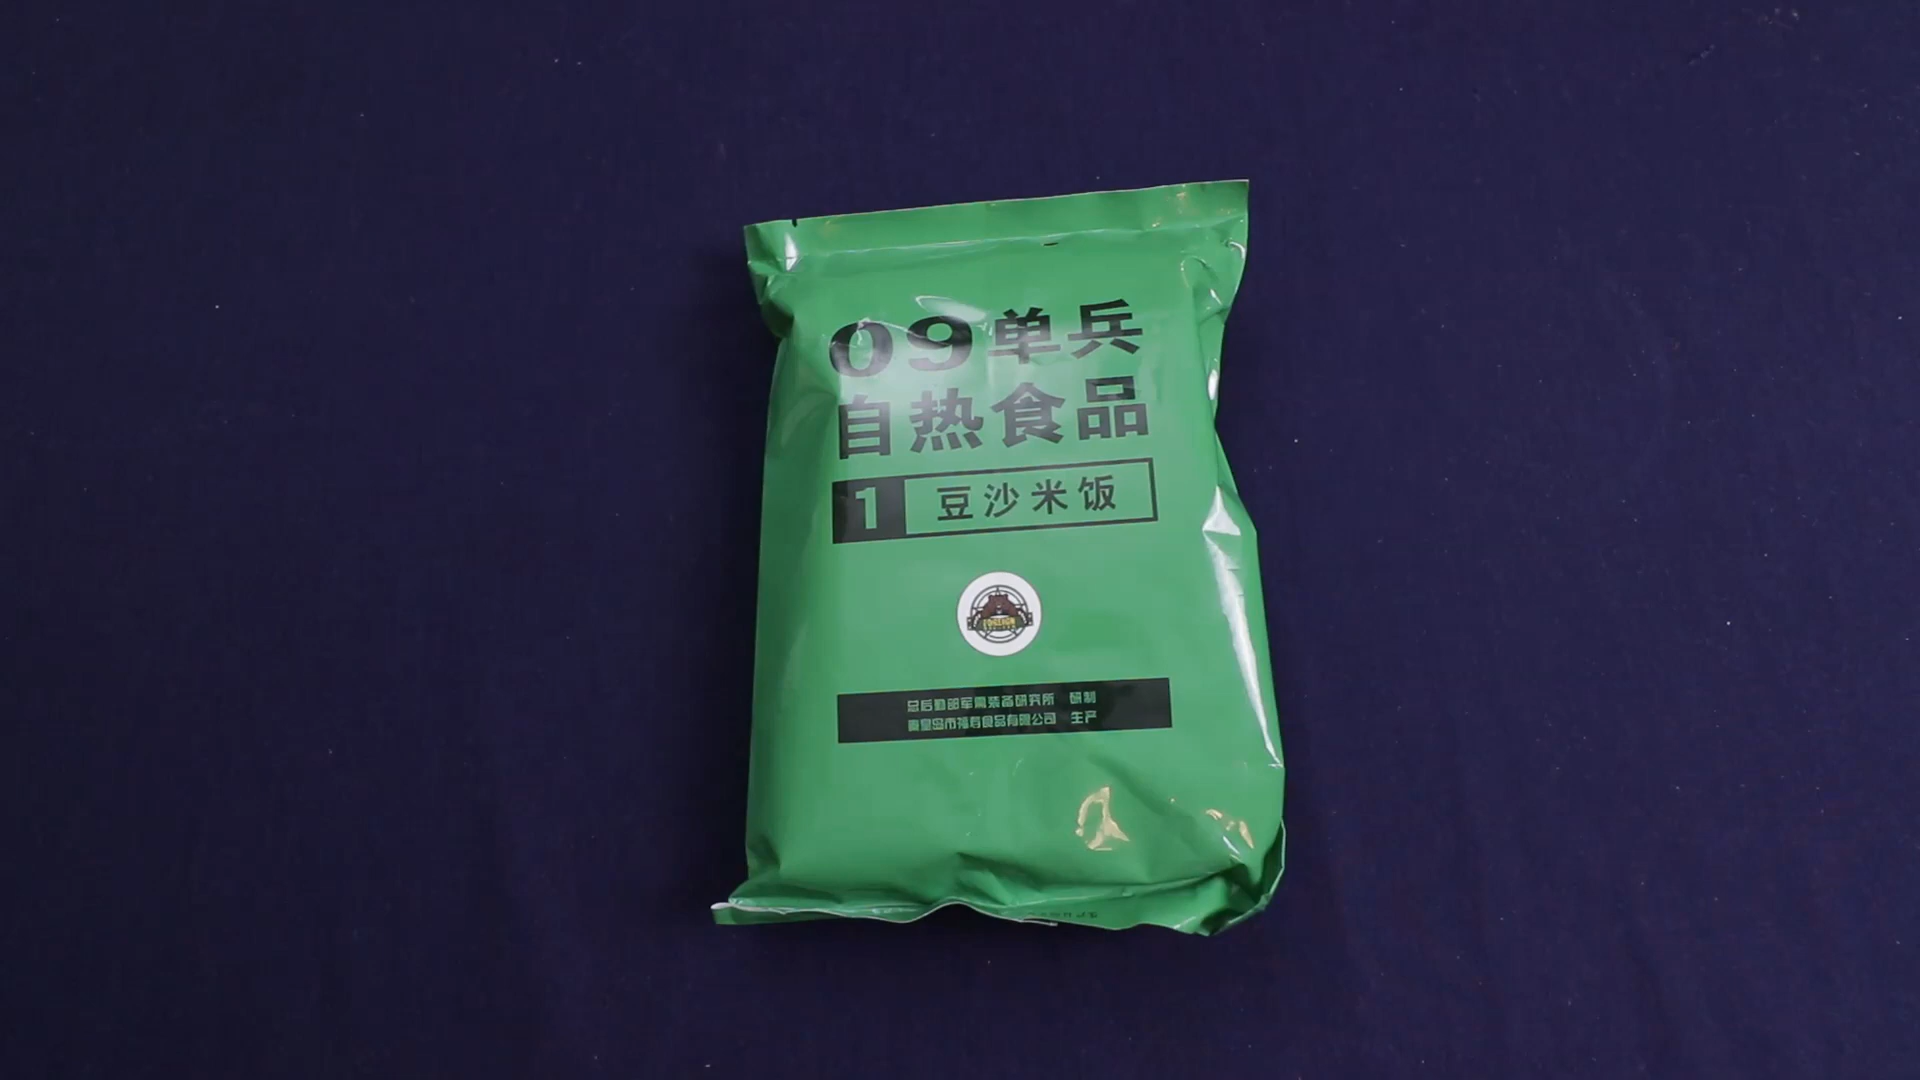 09单兵
自热食品
1 豆沙米饭
FOREIGN
总后勤部军需装备研究所 研制
秦皇岛市福寿食品有限公司 生产